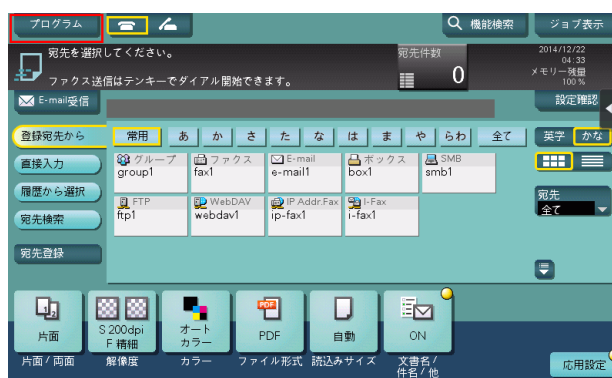 プログラム
機能検索
ジョブ表示
宛先を選択してください。
ファクス送信はテンキーでダイアル開始できます。
宛先件数
0
2014/12/22
04:33
メモリー残量
100 %
E-mail受信
設定確認
登録宛先から
常用 あ か さ た な は ま や らわ 全て
英字 かな
直接入力
履歴から選択
宛先検索
宛先登録
グループ
group1
ファクス
fax1
E-mail
e-mail1
ボックス
box1
SMB
smb1
FTP
ftp1
WebDAV
webdav1
IP Addr.Fax
ip-fax1
I-Fax
i-fax1
宛先
全て
片面
片面/両面
S 200dpi
F 精細
解像度
オート
カラー
カラー
PDF
PDF
ファイル形式
自動
読込みサイズ
ON
文書名/
件名/他
応用設定